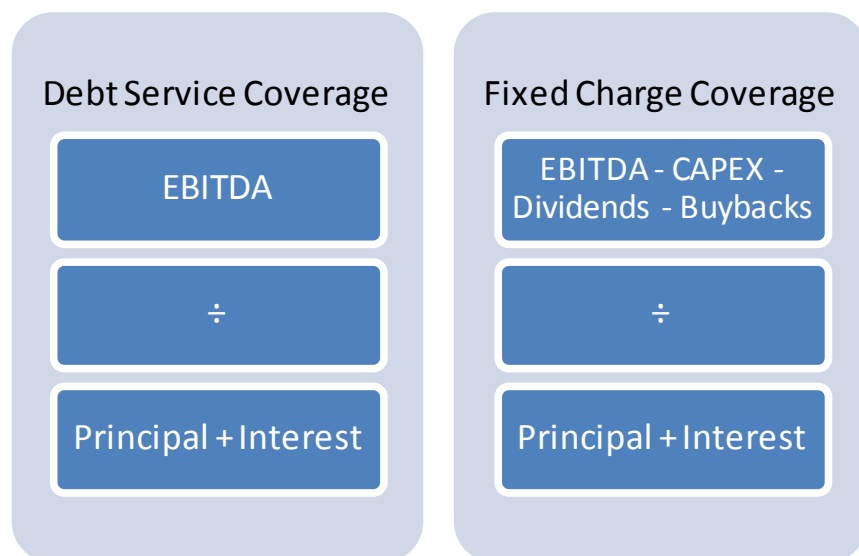 Debt Service Coverage
EBITDA
÷
Principal + Interest
Fixed Charge Coverage
EBITDA - CAPEX -
Dividends - Buybacks
÷
Principal + Interest